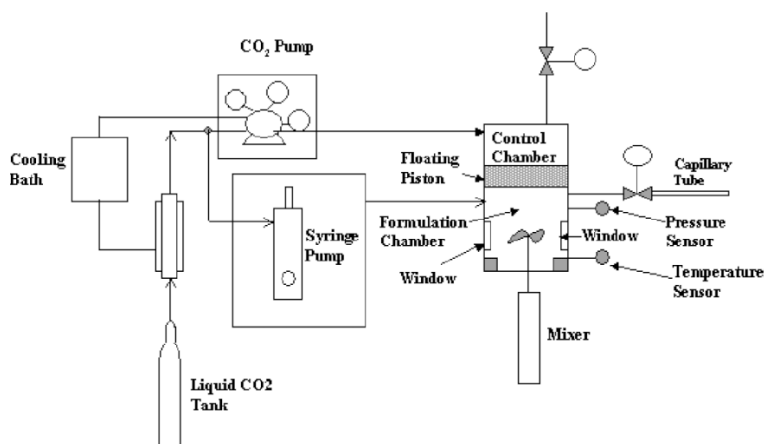 CO2 Pump
Cooling
Bath
Control
Chamber
Floating
Piston
Capillary
Tube
Syringe
Pump
Formulation
Chamber
Window
Window
Pressure
Sensor
Temperature
Sensor
Mixer
Liquid CO2
Tank